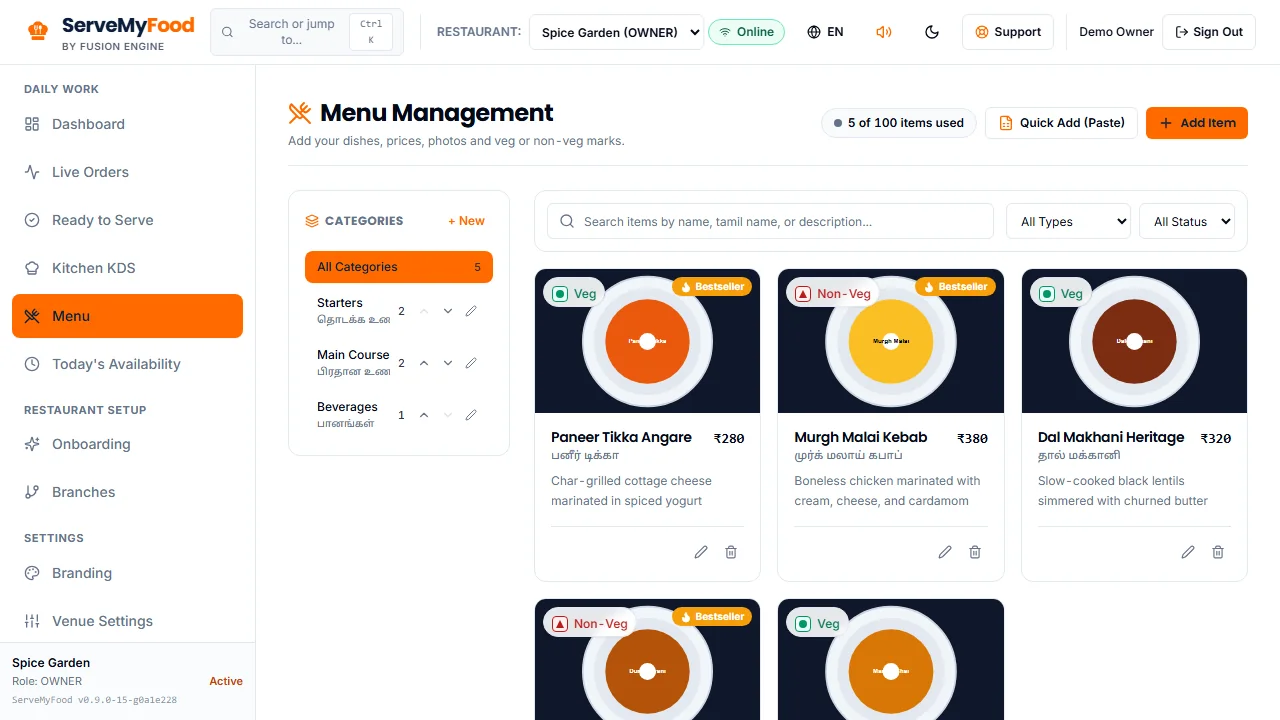 ServeMyFood
BY FUSION ENGINE
Search or jump to...
Ctrl K
RESTAURANT:
Spice Garden (OWNER)
Online
EN
Support
Demo Owner
Sign Out
DAILY WORK
Dashboard
Live Orders
Ready to Serve
Kitchen KDS
Menu
Today's Availability
RESTAURANT SETUP
Onboarding
Branches
SETTINGS
Branding
Venue Settings
Spice Garden
Role: OWNER
Active
ServeMyFood v0.9.0-15-g0a1e228
Menu Management
Add your dishes, prices, photos and veg or non-veg marks.
5 of 100 items used
Quick Add (Paste)
+ Add Item
CATEGORIES
+ New
All Categories 5
Starters
தொடக்க உண
2
Main Course
பிரதான உண
2
Beverages
பானங்கள்
1
Search items by name, tamil name, or description...
All Types
All Status
Veg
Bestseller
Paneer Tikka Angare ₹280
பனீர் டிக்கா
Char-grilled cottage cheese
marinated in spiced yogurt
Non-Veg
Bestseller
Murgh Malai
Murgh Malai Kebab ₹380
முர்க் மலாய் கபாப்
Boneless chicken marinated with
cream, cheese, and cardamom
Veg
Dal Makhani Heritage ₹320
தால் மக்கானி
Slow-cooked black lentils
simmered with churned butter
Non-Veg
Bestseller
Veg